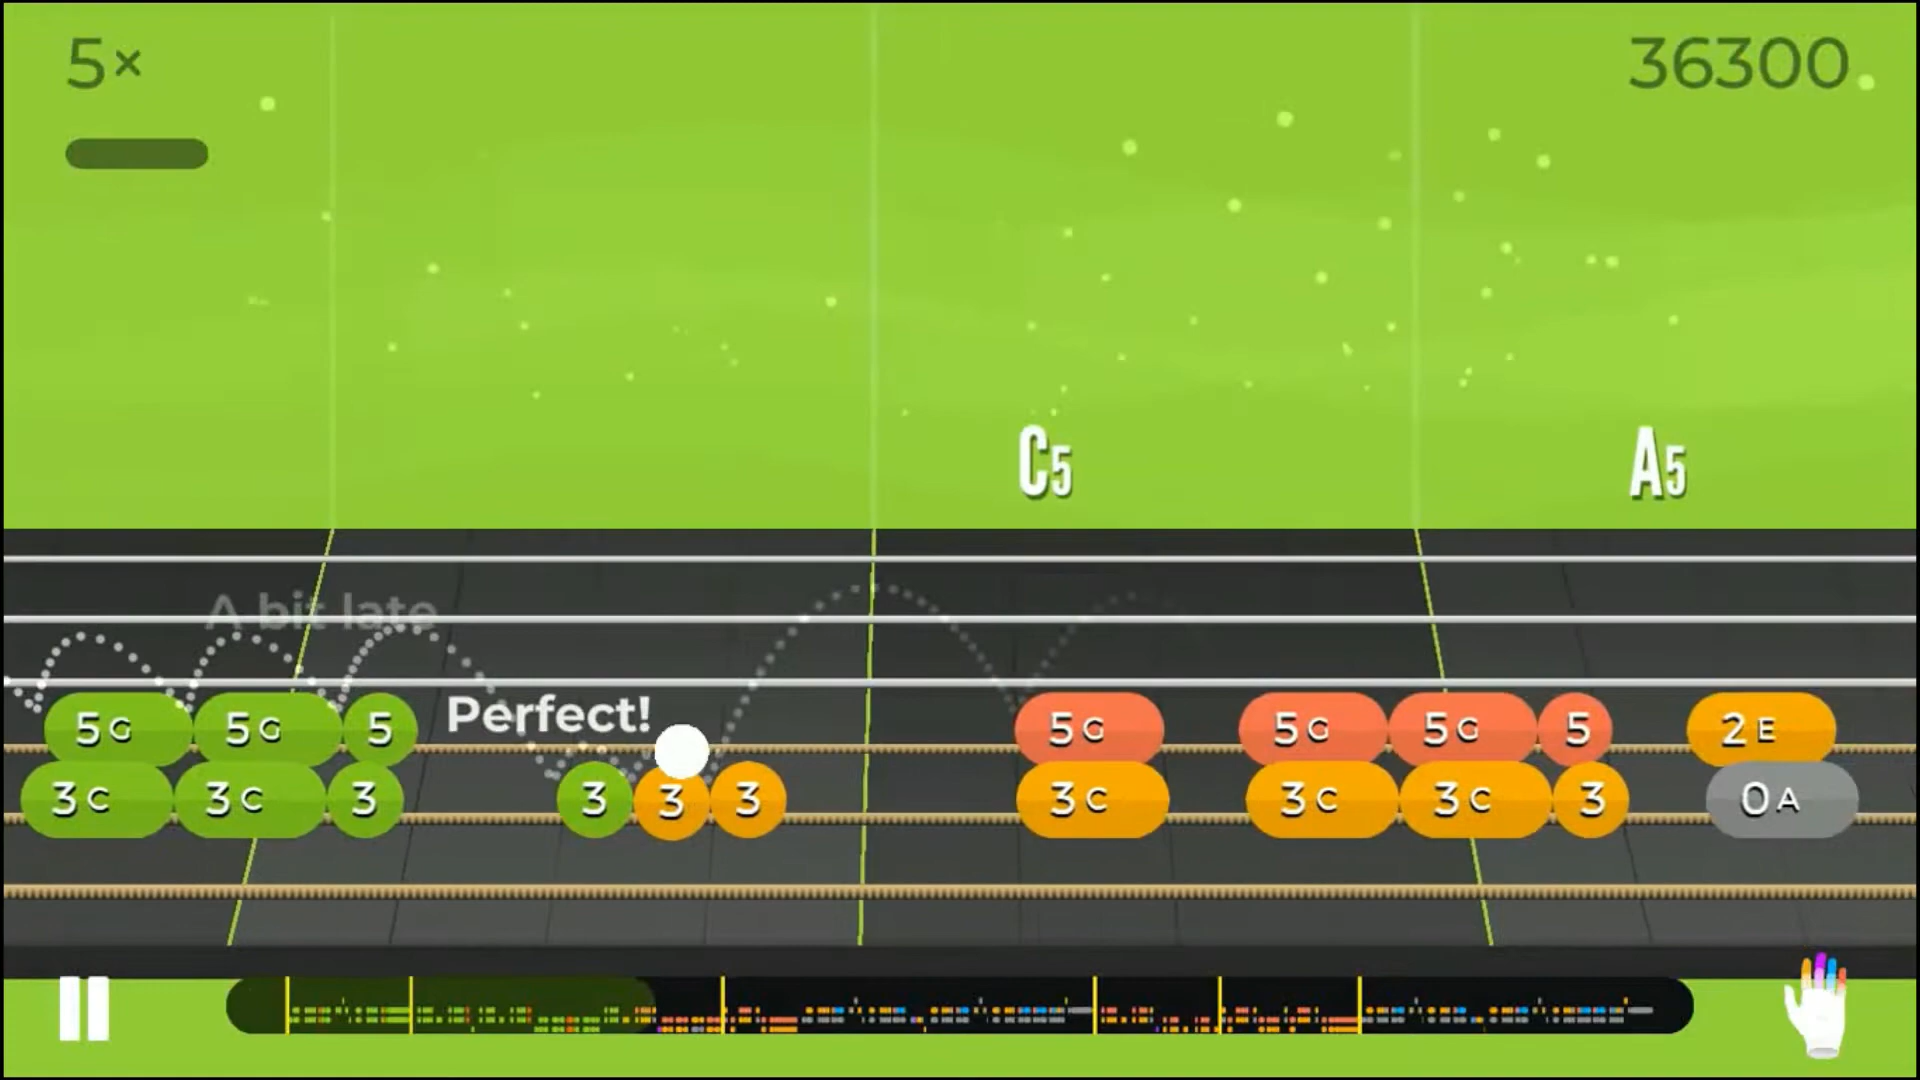 5×
36300
C5
A5
A bit late
Perfect!
5G 5G 5 5G 5G 5G 5 2E
3C 3C 3 3 3 3 3C 3C 3C 3 0A